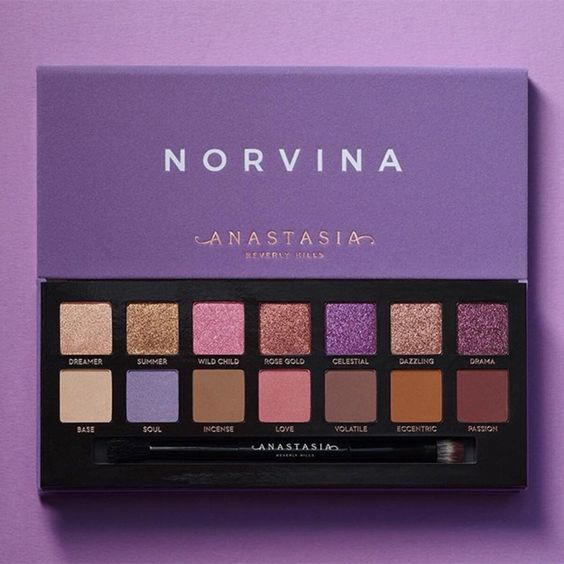 NORVINA
ANASTASIA
BEVERLY HILLS
DREAMER SUMMER WILD CHILD ROSE GOLD CELESTIAL DAZZLING DRAMA
BASE SOUL INCENSE LOVE VOLATILE ECCENTRIC PASSION
ANASTASIA
BEVERLY HILLS